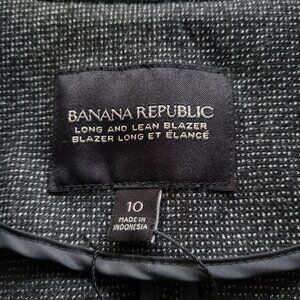 BANANA REPUBLIC
LONG AND LEAN BLAZER
BLAZER LONG ET ÉLANCÉ
10
MADE IN
INDONESIA